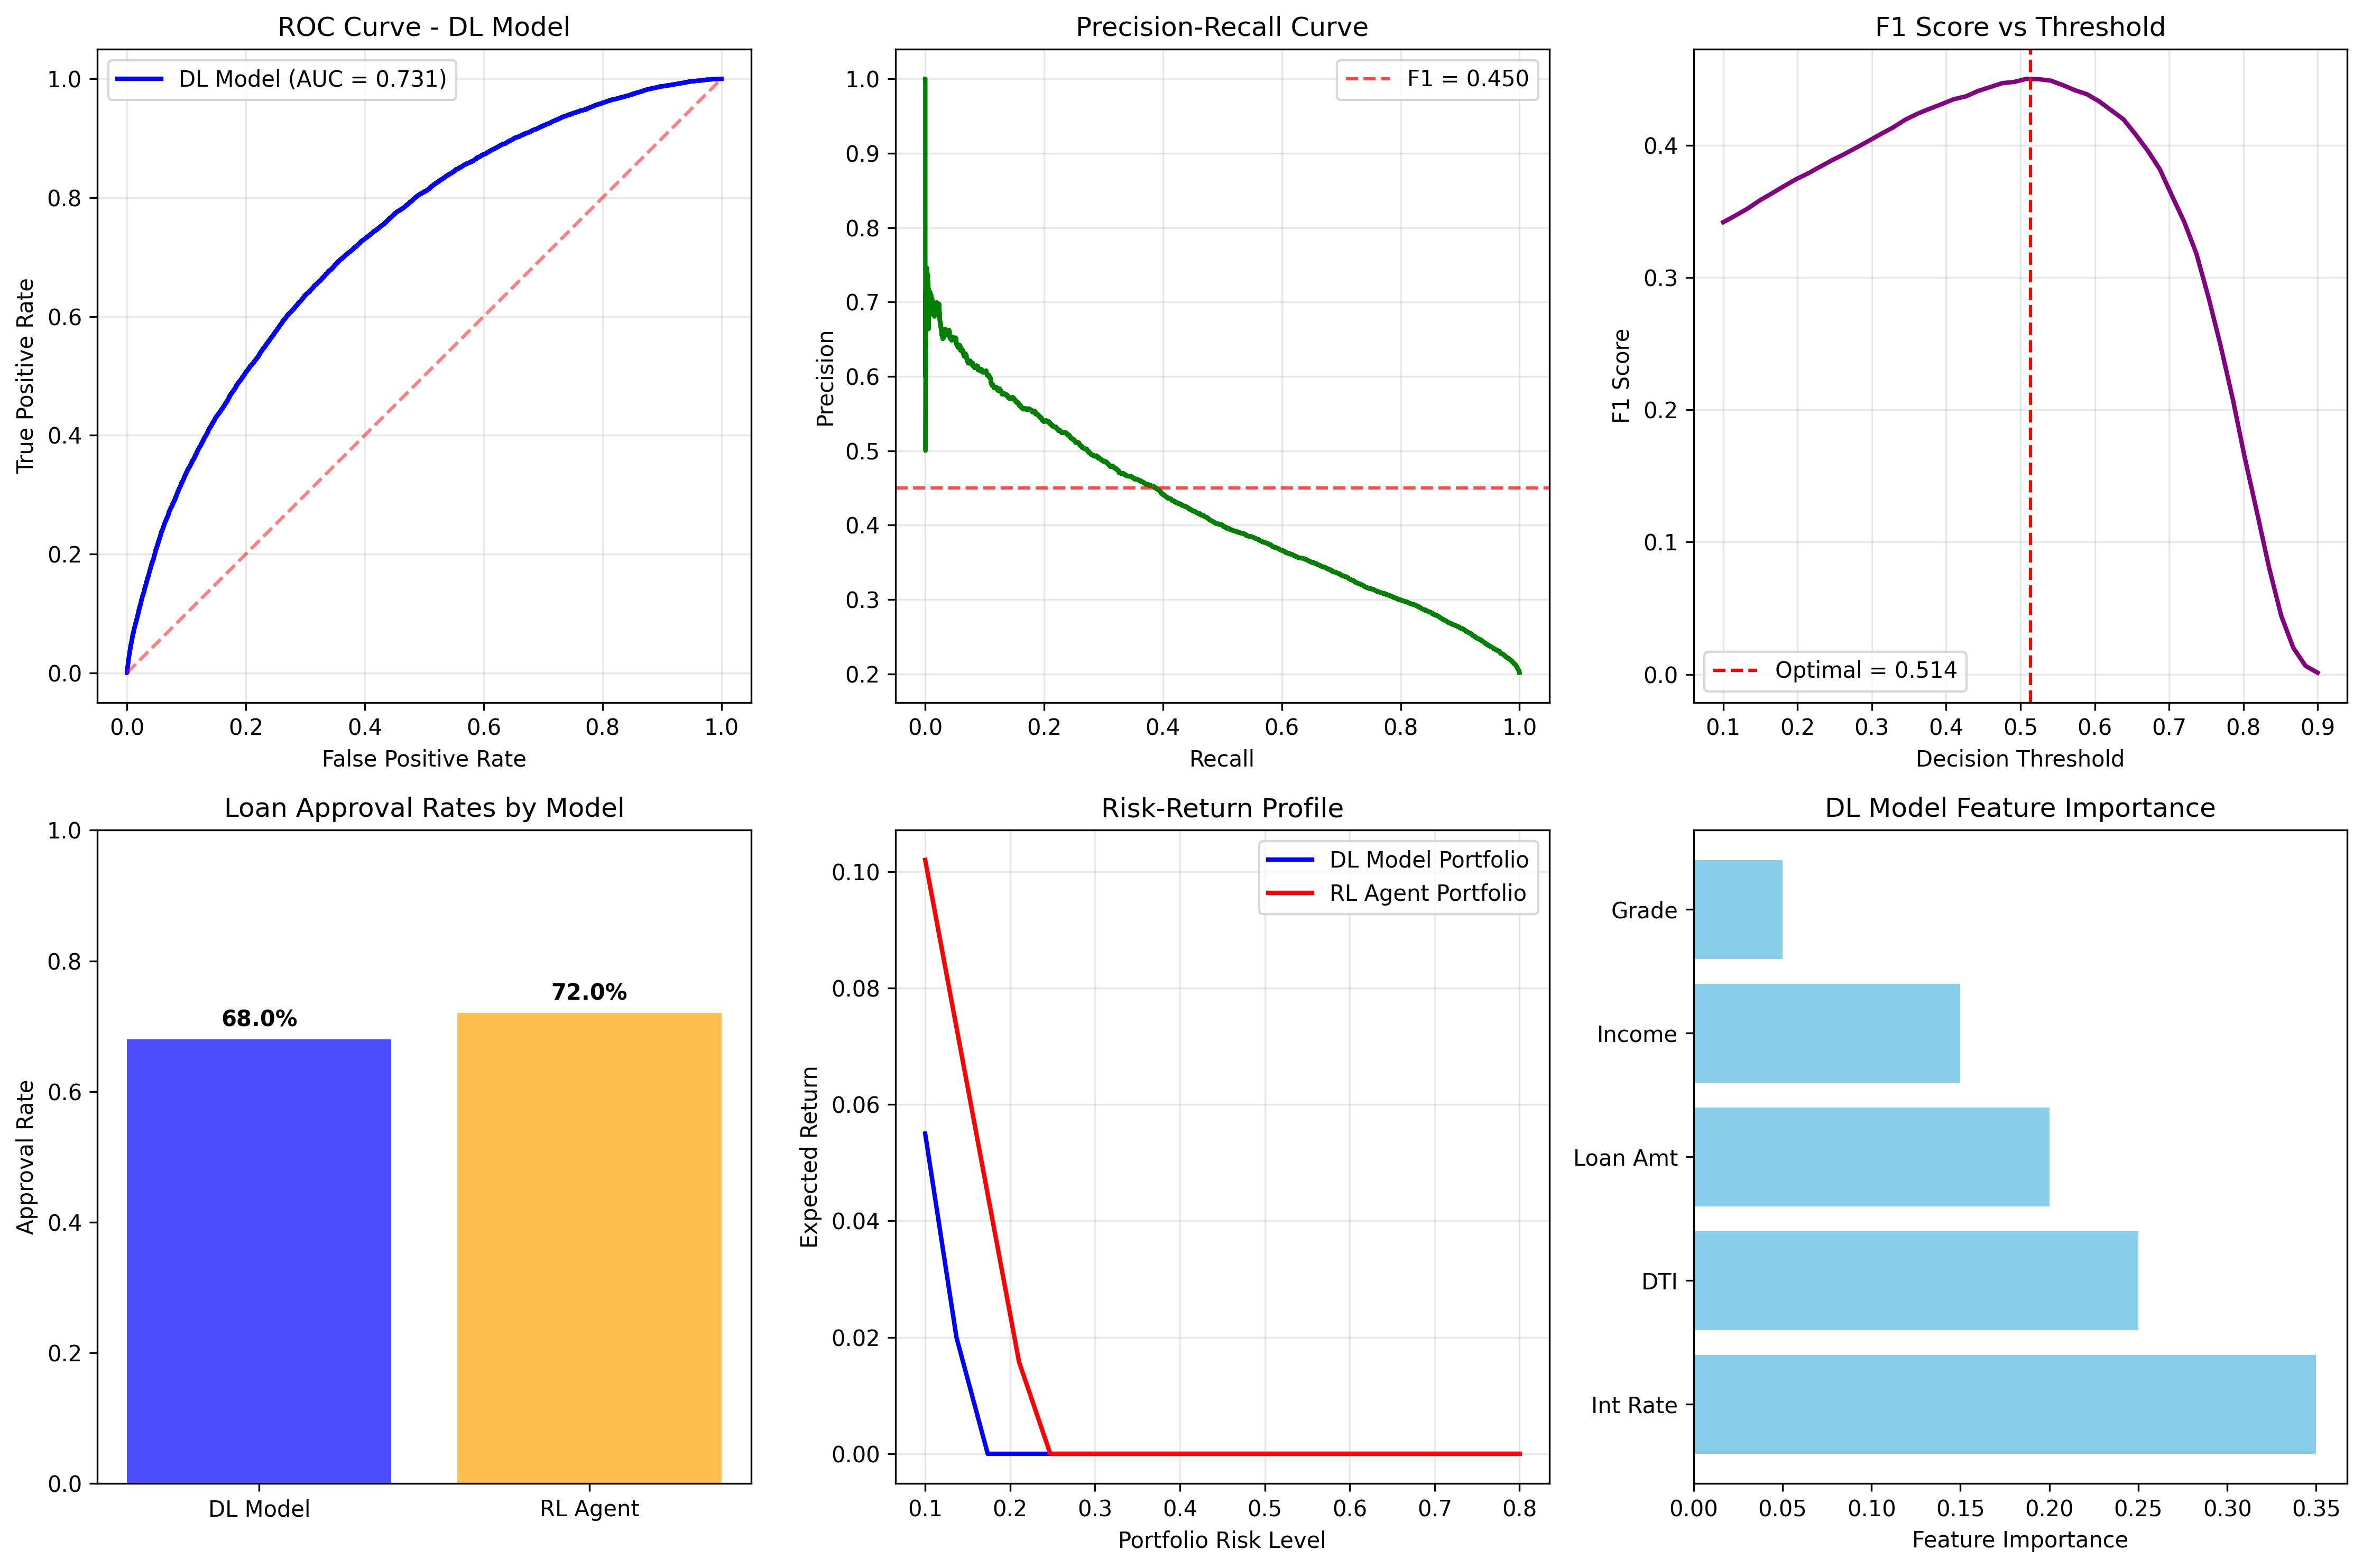 ROC Curve - DL Model
DL Model (AUC = 0.731)
True Positive Rate
1.0
0.8
0.6
0.4
0.2
0.0
0.0 0.2 0.4 0.6 0.8 1.0
False Positive Rate
Precision-Recall Curve
F1 = 0.450
Precision
1.0
0.9
0.8
0.7
0.6
0.5
0.4
0.3
0.2
0.0 0.2 0.4 0.6 0.8 1.0
Recall
F1 Score vs Threshold
F1 Score
0.4
0.3
0.2
0.1
0.0
Optimal = 0.514
0.1 0.2 0.3 0.4 0.5 0.6 0.7 0.8 0.9
Decision Threshold
Loan Approval Rates by Model
Approval Rate
1.0
0.8
0.6
0.4
0.2
0.0
68.0%
72.0%
DL Model RL Agent
Risk-Return Profile
DL Model Portfolio
RL Agent Portfolio
Expected Return
0.10
0.08
0.06
0.04
0.02
0.00
0.1 0.2 0.3 0.4 0.5 0.6 0.7 0.8
Portfolio Risk Level
DL Model Feature Importance
Grade
Income
Loan Amt
DTI
Int Rate
0.00 0.05 0.10 0.15 0.20 0.25 0.30 0.35
Feature Importance